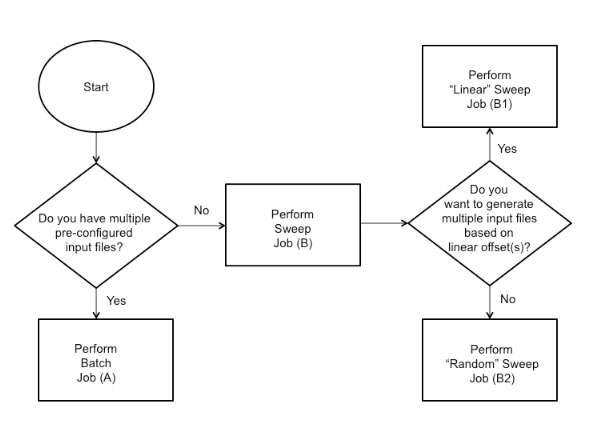 Start
Do you have multiple
pre-configured
input files?
No
Yes
Perform
Batch
Job (A)
Perform
Sweep
Job (B)
Do you
want to generate
multiple input files
based on
linear offset(s)?
Yes
Perform
“Linear” Sweep
Job (B1)
No
Perform
“Random” Sweep
Job (B2)